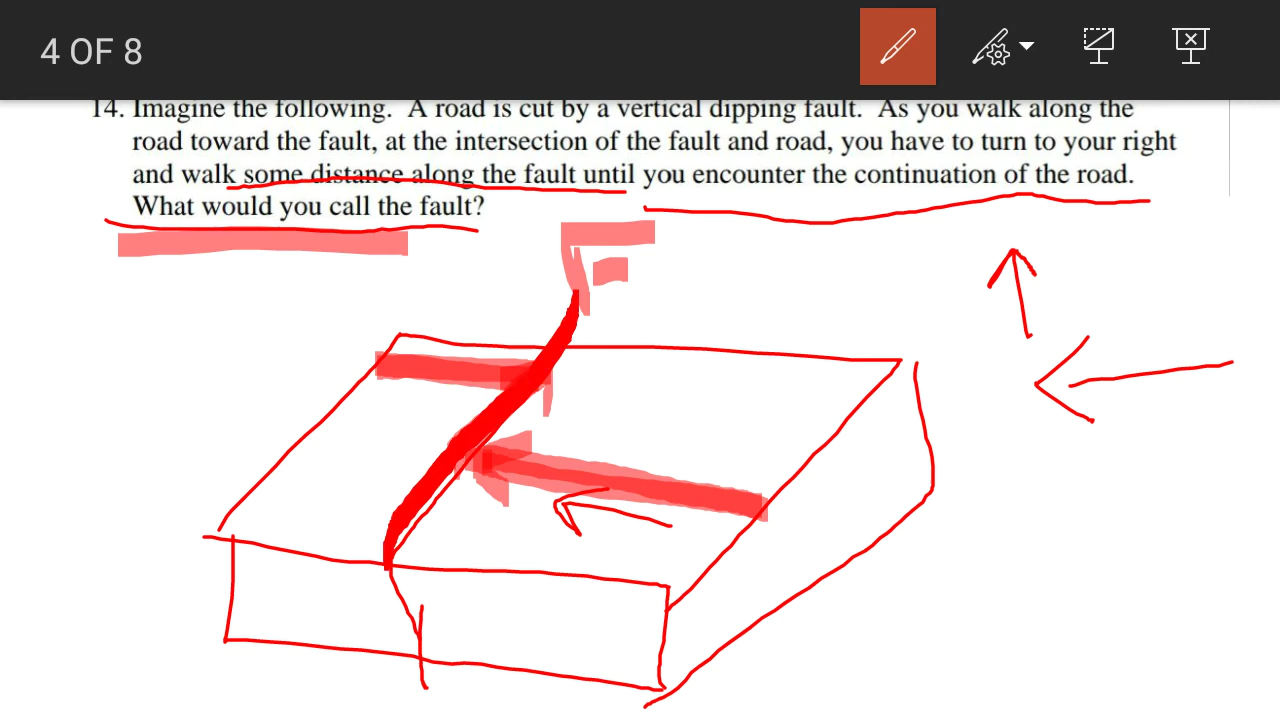 4 OF 8
14. Imagine the following. A road is cut by a vertical dipping fault. As you walk along the
road toward the fault, at the intersection of the fault and road, you have to turn to your right
and walk some distance along the fault until you encounter the continuation of the road.
What would you call the fault?
F